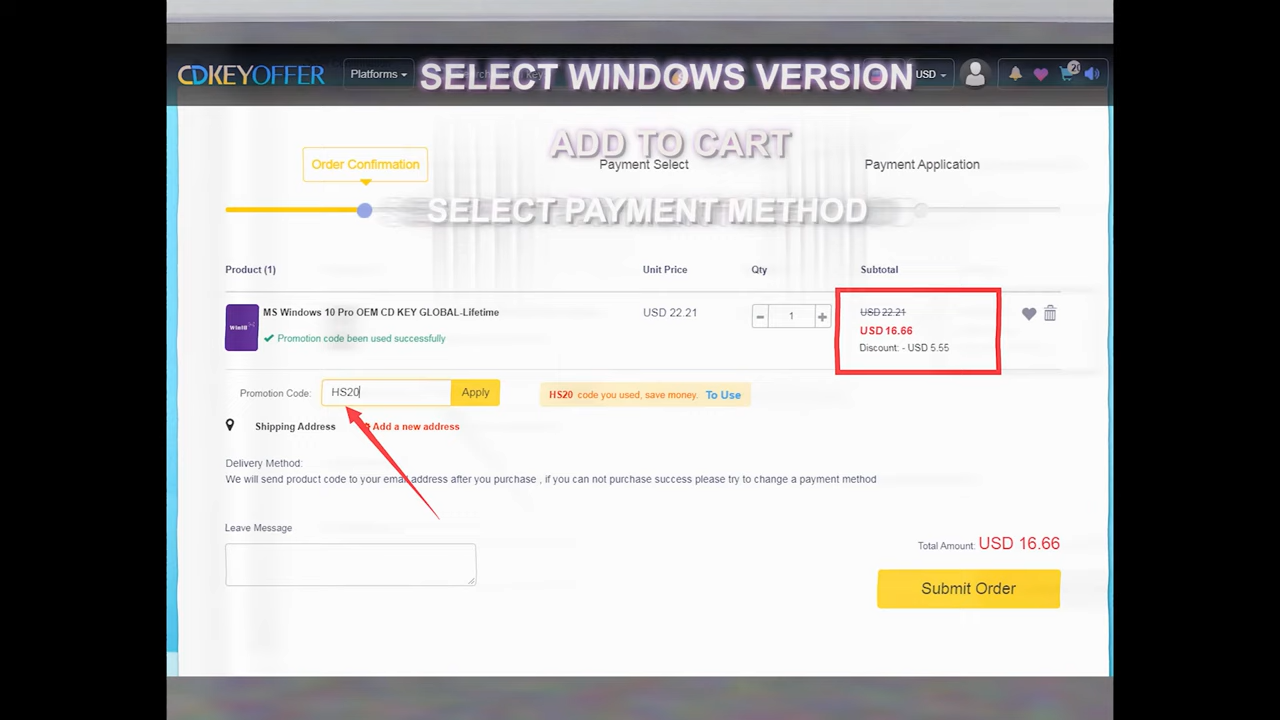 CDKEYOFFER
Platforms
SELECT WINDOWS VERSION
USD
ADD TO CART
Order Confirmation
Payment Select
Payment Application
SELECT PAYMENT METHOD
Product (1)
Unit Price
Qty
Subtotal
MS Windows 10 Pro OEM CD KEY GLOBAL-Lifetime
USD 22.21
1
USD 22.21
USD 16.66
Promotion code been used successfully
Discount: - USD 5.55
Promotion Code:
HS20
Apply
HS20 code you used, save money. To Use
Shipping Address
Add a new address
Delivery Method:
We will send product code to your email address after you purchase , if you can not purchase success please try to change a payment method
Leave Message
Total Amount: USD 16.66
Submit Order